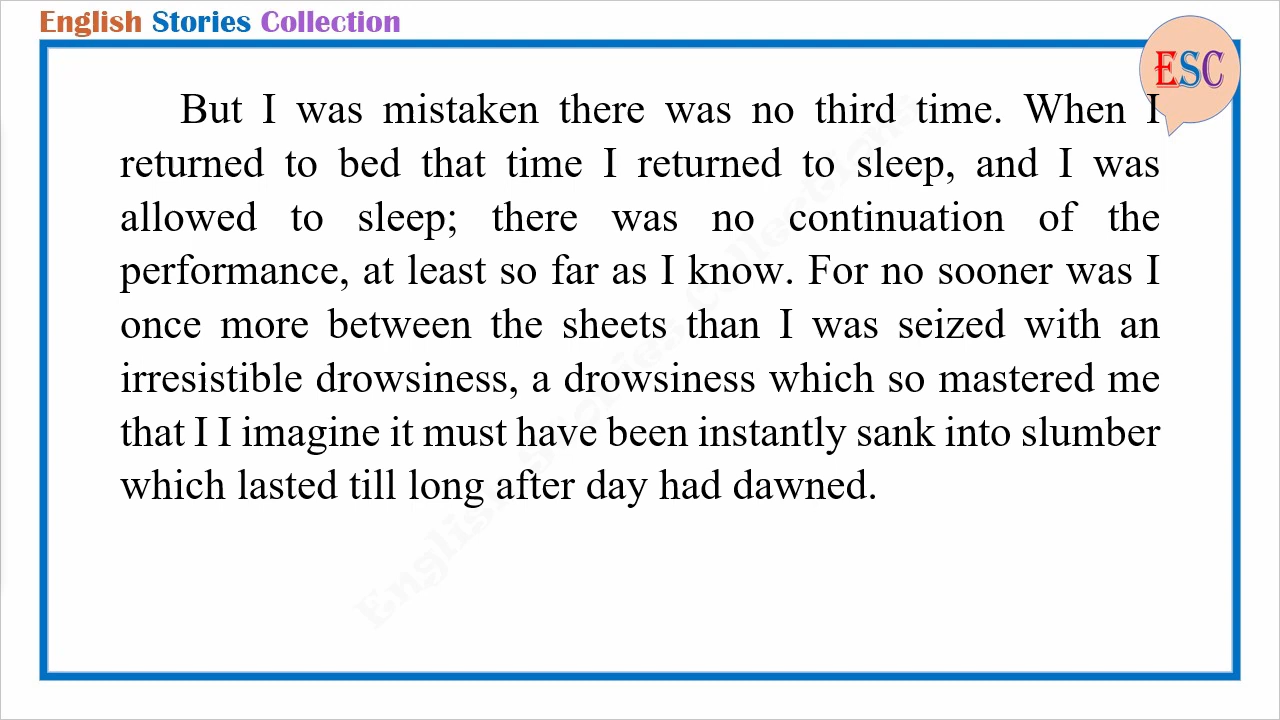 English Stories Collection
ESC
But I was mistaken there was no third time. When I
returned to bed that time I returned to sleep, and I was
allowed to sleep; there was no continuation of the
performance, at least so far as I know. For no sooner was I
once more between the sheets than I was seized with an
irresistible drowsiness, a drowsiness which so mastered me
that I I imagine it must have been instantly sank into slumber
which lasted till long after day had dawned.
English Stories Collections